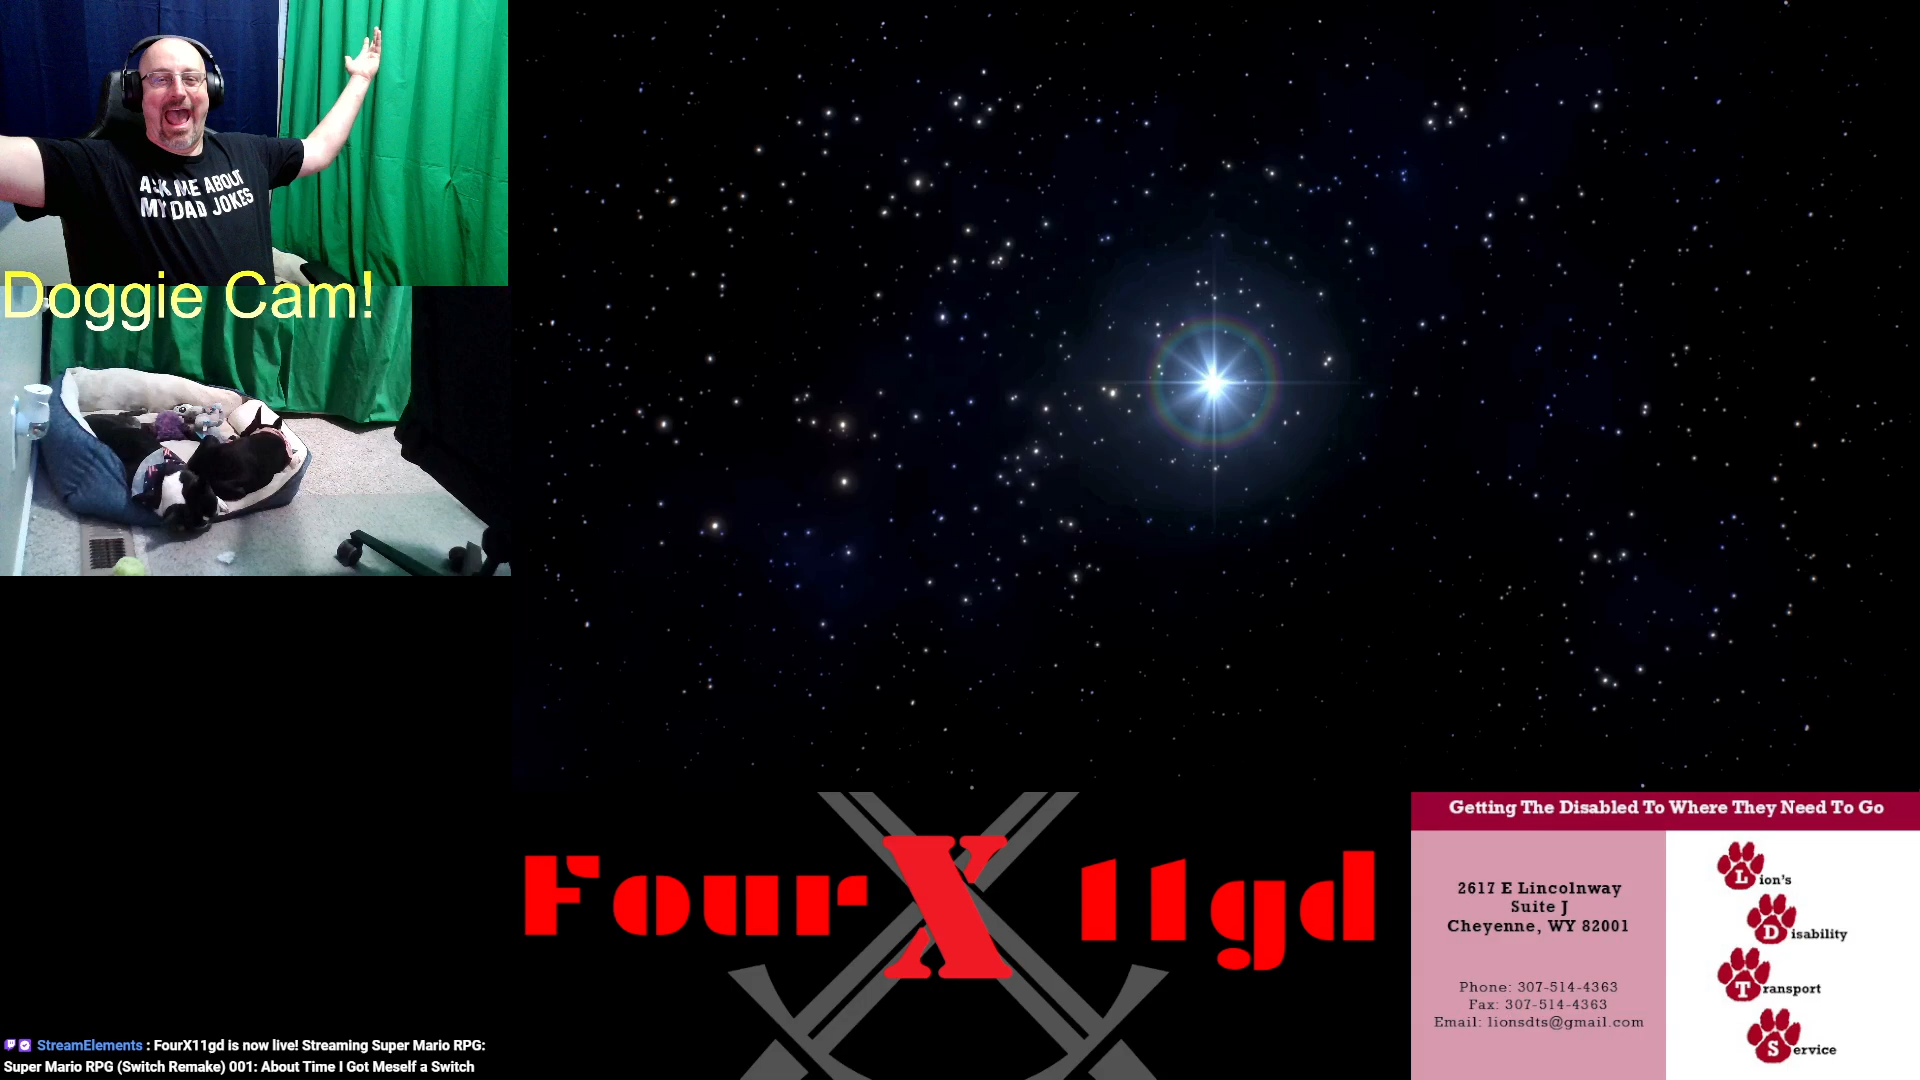 ASK ME ABOUT
MY DAD JOKES
Doggie Cam!
FourX11gd
Getting The Disabled To Where They Need To Go
2617 E Lincolnway
Suite J
Cheyenne, WY 82001
Phone: 307-514-4363
Fax: 307-514-4363
Email: lionsdts@gmail.com
Lion's
Disability
Transport
Service
StreamElements : FourX11gd is now live! Streaming Super Mario RPG:
Super Mario RPG (Switch Remake) 001: About Time I Got Meself a Switch